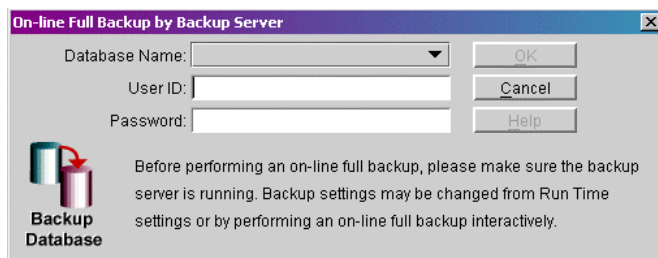 On-line Full Backup by Backup Server
Database Name:
OK
User ID:
Cancel
Password:
Help
Before performing an on-line full backup, please make sure the backup
server is running. Backup settings may be changed from Run Time
settings or by performing an on-line full backup interactively.
Backup
Database